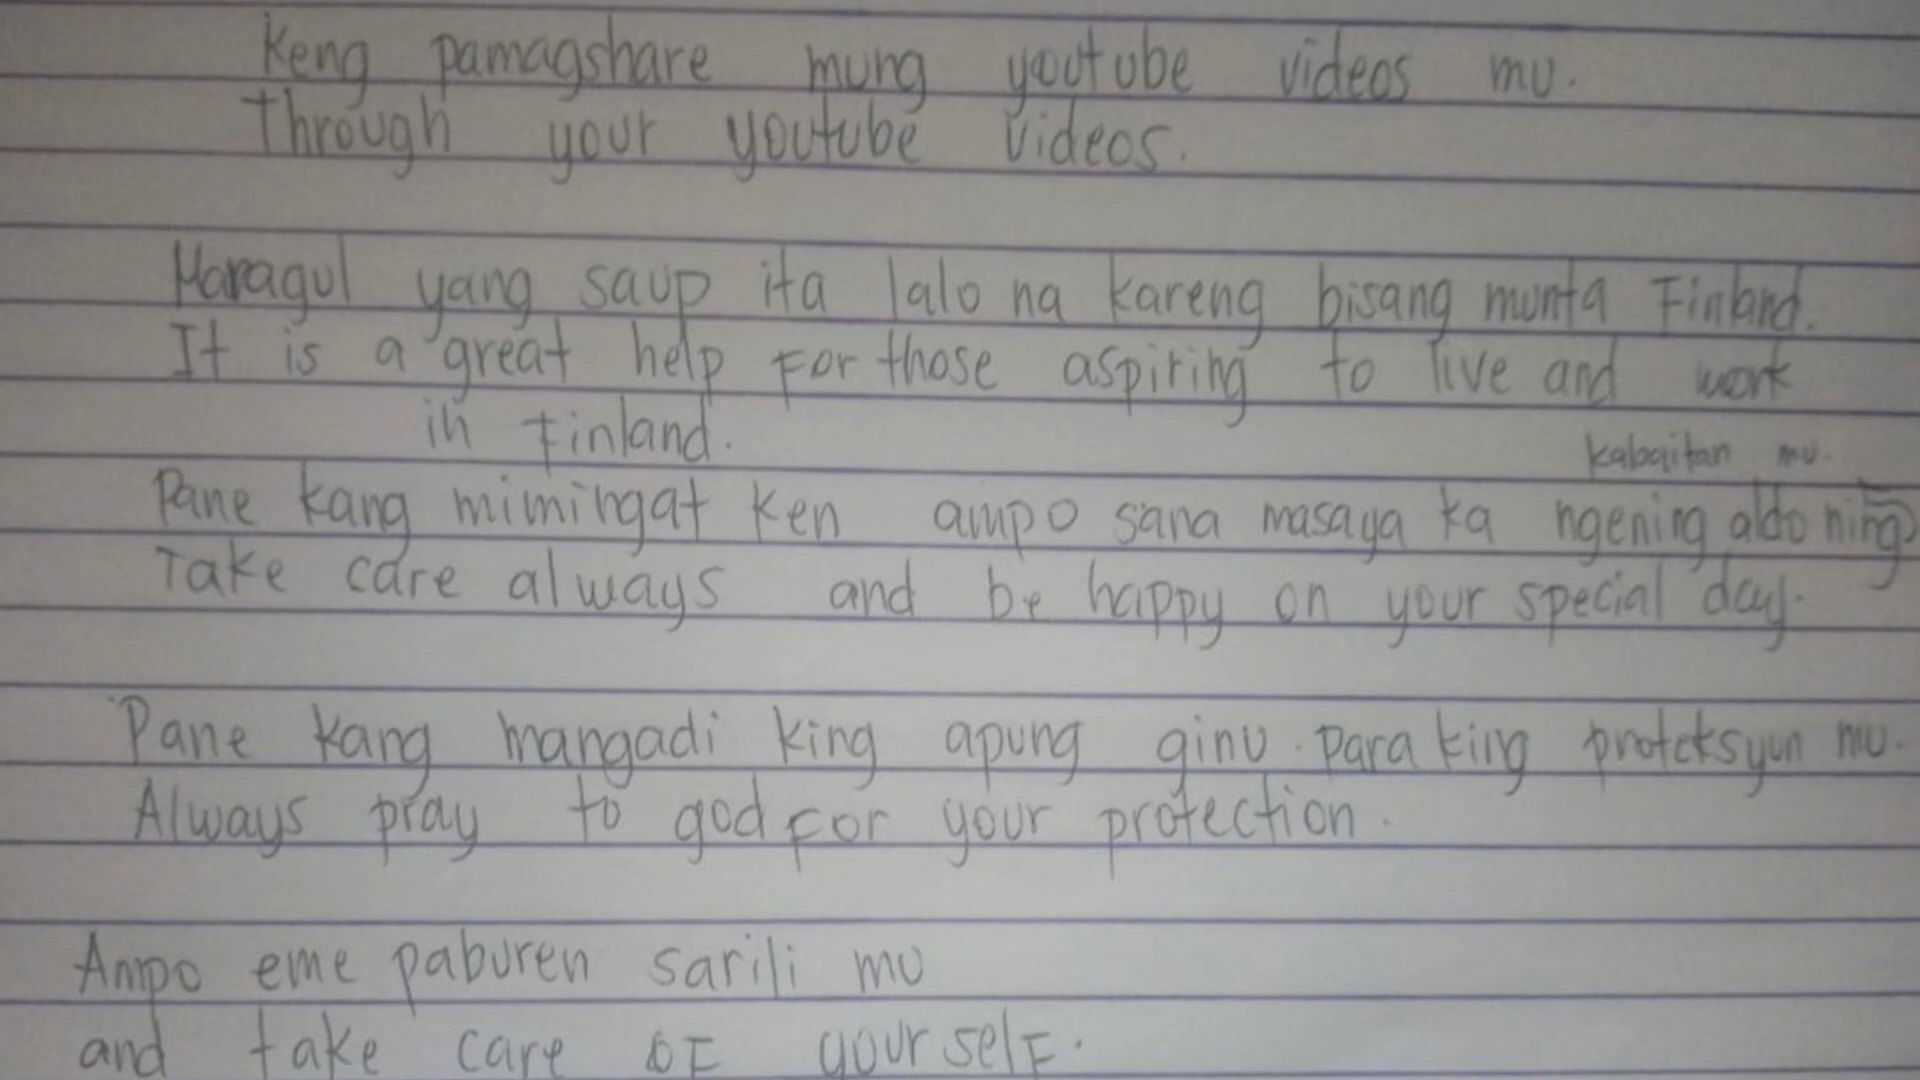 Keng pamagshare mung youtube videos mu.
Through your youtube videos.
Maragul yang saup ita lalo na kareng bisang munta Finland.
It is a great help For those aspiring to live and work
in Finland.
kabaitan mu.
Pane kang mimingat ken ampo sana masaya ka ngening aldo ning
Take care always and be happy on your special day.
Pane kang mangadi king apung ginu para king proteksyun mu.
Always pray to god For your protection.
Ampo eme paburen sarili mu
and take care OF your selF.